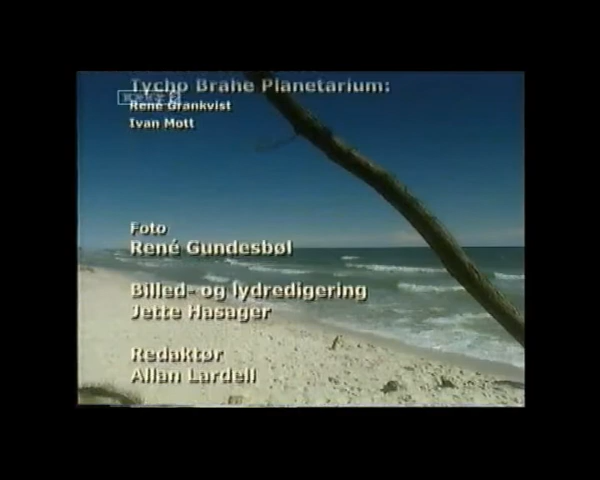 Tycho Brahe Planetarium:
René Grankvist
Ivan Mott
Foto
René Gundesbøl
Billed- og lydredigering
Jette Hasager
Redaktør
Allan Lardell